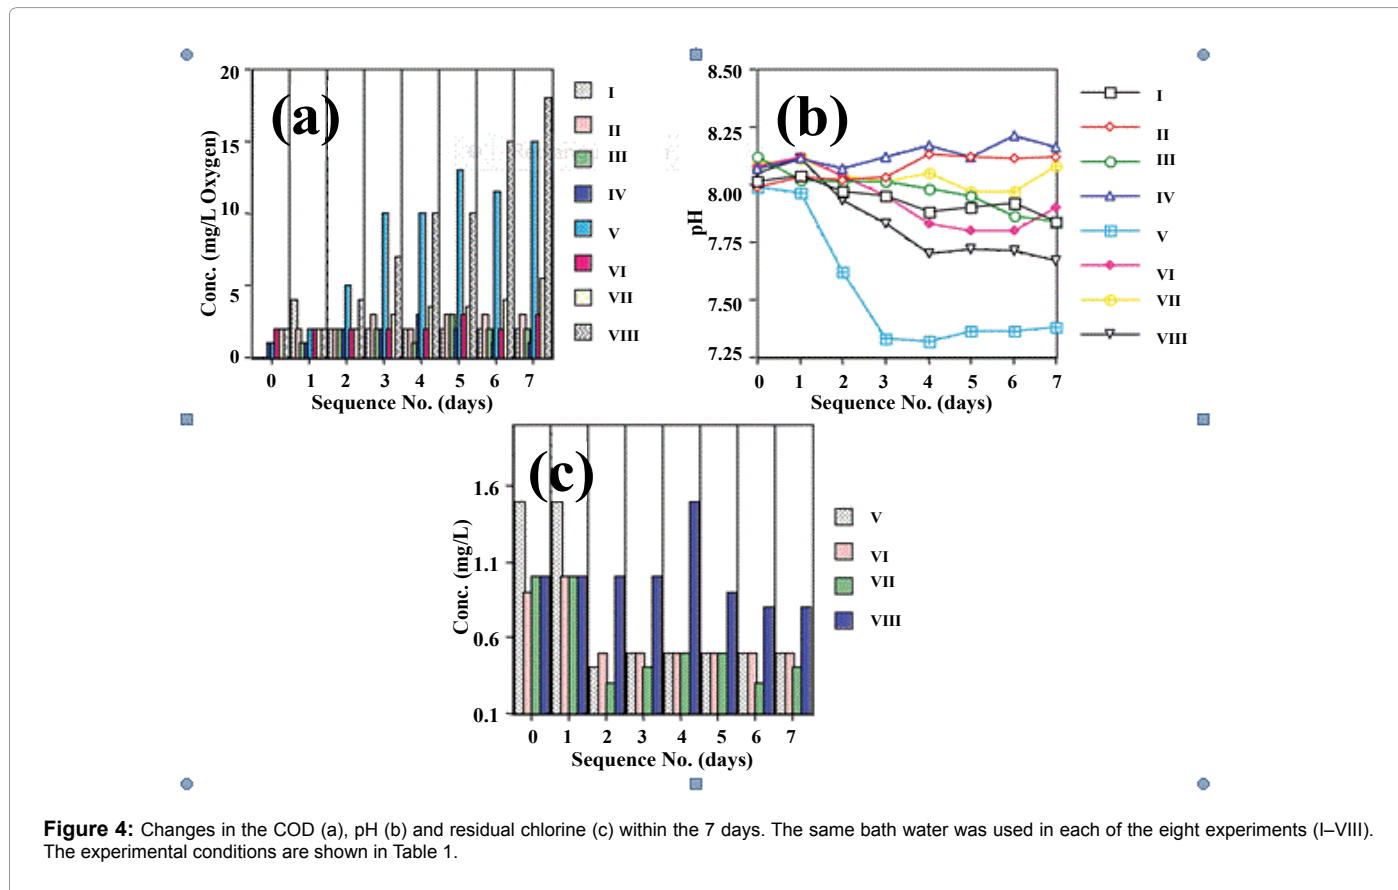 (a)
20
15
10
5
0
Conc. (mg/L Oxygen)
0 1 2 3 4 5 6 7
Sequence No. (days)
I
II
III
IV
V
VI
VII
VIII
(b)
8.50
8.25
8.00
7.75
7.50
7.25
pH
0 1 2 3 4 5 6 7
Sequence No. (days)
I
II
III
IV
V
VI
VII
VIII
(c)
1.6
1.1
0.6
0.1
Conc. (mg/L)
0 1 2 3 4 5 6 7
Sequence No. (days)
V
VI
VII
VIII
Figure 4: Changes in the COD (a), pH (b) and residual chlorine (c) within the 7 days. The same bath water was used in each of the eight experiments (I–VIII).
The experimental conditions are shown in Table 1.